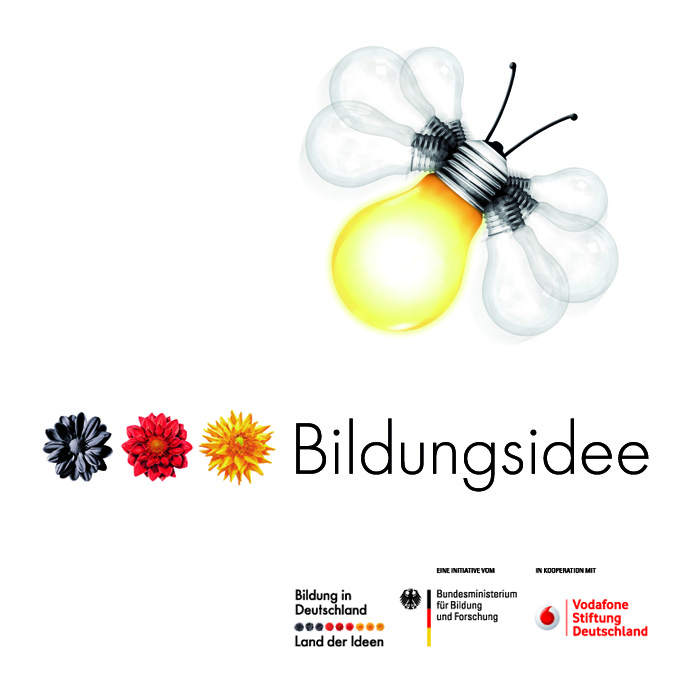 Bildungsidee
EINE INITIATIVE VOM
IN KOOPERATION MIT
Bildung in
Deutschland
Land der Ideen
Bundesministerium
für Bildung
und Forschung
Vodafone
Stiftung
Deutschland